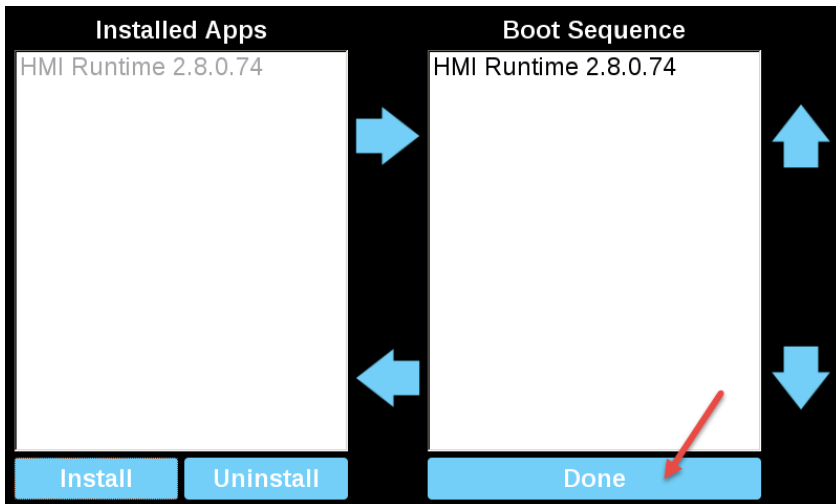 Installed Apps
HMI Runtime 2.8.0.74
Install
Uninstall
Boot Sequence
HMI Runtime 2.8.0.74
Done